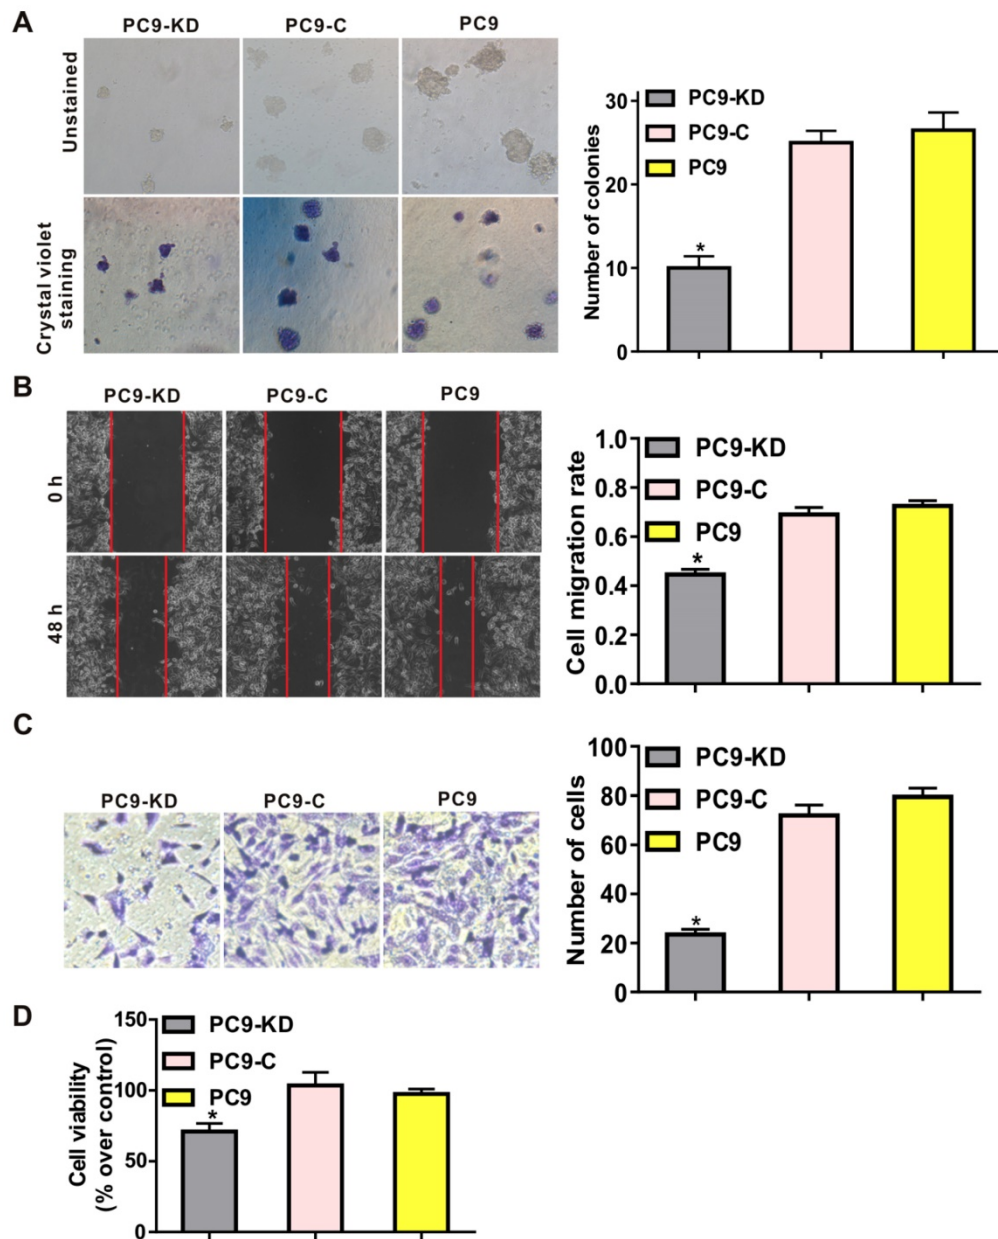 A
PC9-KD
PC9-C
PC9
Unstained
Crystal violet
staining
Number of colonies
30
20
10
0
PC9-KD
PC9-C
PC9
*
B
PC9-KD
PC9-C
PC9
0 h
48 h
Cell migration rate
1.0
0.8
0.6
0.4
0.2
0.0
PC9-KD
PC9-C
PC9
*
C
PC9-KD
PC9-C
PC9
Number of cells
100
80
60
40
20
0
PC9-KD
PC9-C
PC9
*
D
Cell viability
(% over control)
150
100
50
0
PC9-KD
PC9-C
PC9
*